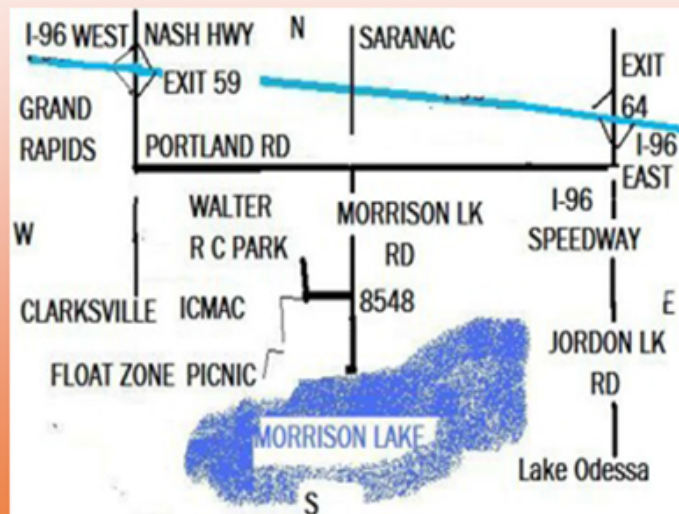 I-96 WEST
NASH HWY
N
SARANAC
EXIT 59
EXIT
64
GRAND
RAPIDS
PORTLAND RD
I-96
EAST
WALTER
R C PARK
MORRISON LK
RD
I-96
SPEEDWAY
W
CLARKSVILLE
ICMAC
8548
E
FLOAT ZONE PICNIC
JORDON LK
RD
MORRISON LAKE
Lake Odessa
S